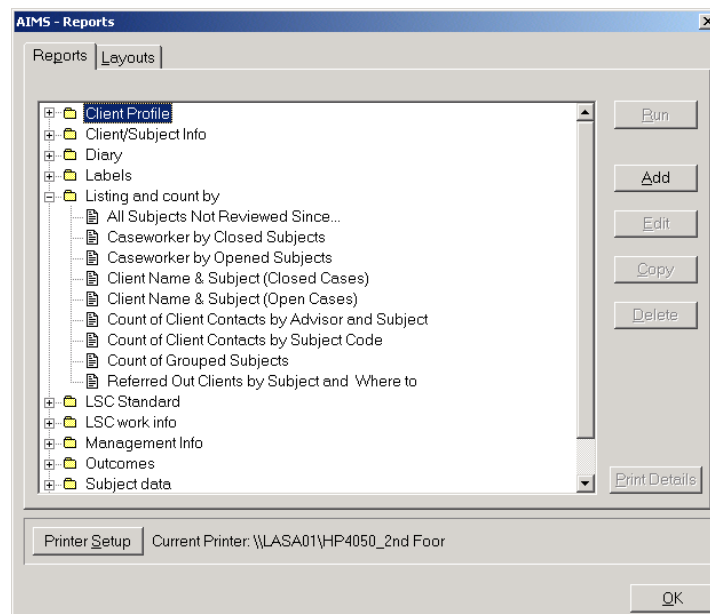 AIMS - Reports
Reports Layouts
Client Profile
Run
Client/Subject Info
Diary
Labels
Add
Listing and count by
All Subjects Not Reviewed Since...
Edit
Caseworker by Closed Subjects
Caseworker by Opened Subjects
Client Name & Subject (Closed Cases)
Copy
Client Name & Subject (Open Cases)
Count of Client Contacts by Advisor and Subject
Delete
Count of Client Contacts by Subject Code
Count of Grouped Subjects
Referred Out Clients by Subject and Where to
LSC Standard
LSC work info
Management Info
Outcomes
Subject data
Print Details
Printer Setup Current Printer: \\LASA01\HP4050_2nd Foor
OK